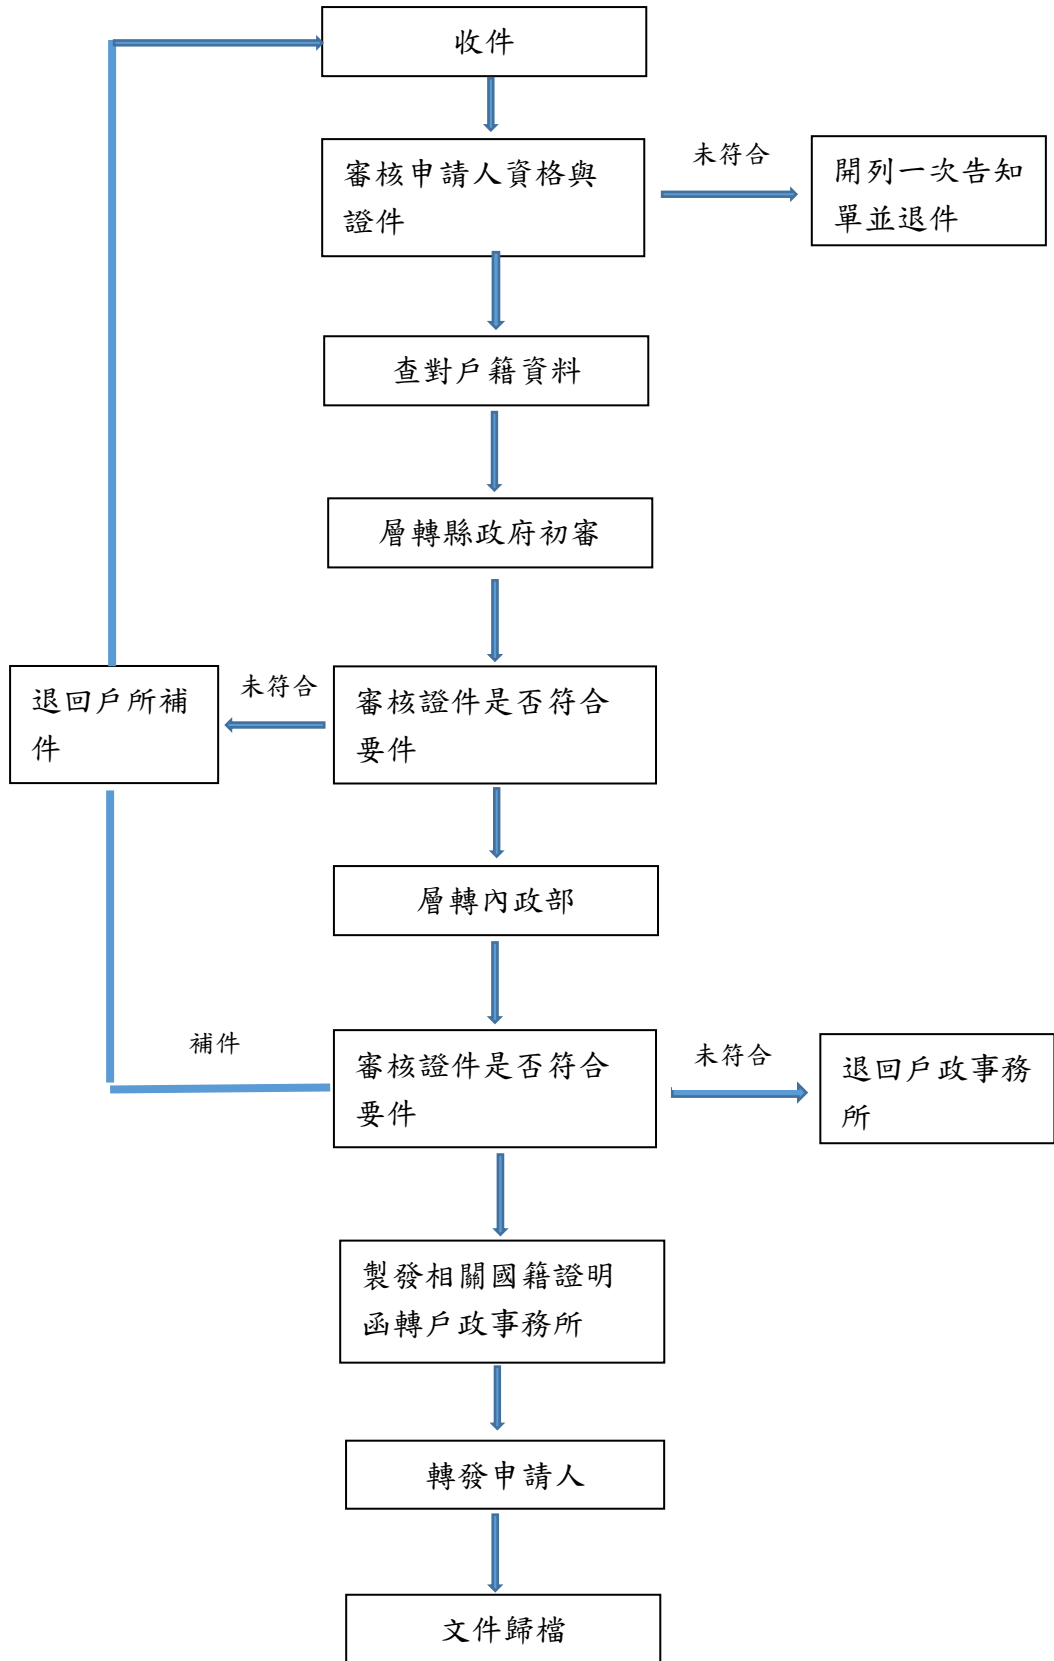 收件
審核申請人資格與
證件
未符合
開列一次告知
單並退件
查對戶籍資料
層轉縣政府初審
退回戶所補
件
未符合
審核證件是否符合
要件
層轉內政部
補件
審核證件是否符合
要件
未符合
退回戶政事務
所
製發相關國籍證明
函轉戶政事務所
轉發申請人
文件歸檔